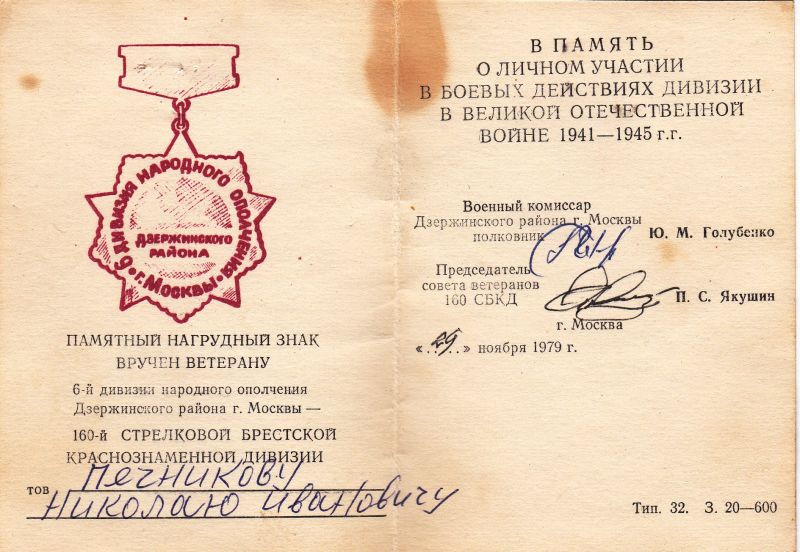 6 ДИВИЗИЯ НАРОДНОГО ОПОЛЧЕНИЯ
ДЗЕРЖИНСКОГО
РАЙОНА
• г. МОСКВЫ •
ПАМЯТНЫЙ НАГРУДНЫЙ ЗНАК
ВРУЧЕН ВЕТЕРАНУ
6-й дивизии народного ополчения
Дзержинского района г. Москвы —
160-й СТРЕЛКОВОЙ БРЕСТСКОЙ
КРАСНОЗНАМЕННОЙ ДИВИЗИИ
тов Печникову
Николаю Ивановичу
В ПАМЯТЬ
О ЛИЧНОМ УЧАСТИИ
В БОЕВЫХ ДЕЙСТВИЯХ ДИВИЗИИ
В ВЕЛИКОЙ ОТЕЧЕСТВЕННОЙ
ВОЙНЕ 1941—1945 г.г.
Военный комиссар
Дзержинского района г. Москвы
полковник Ю. М. Голубенко
Председатель
совета ветеранов
160 СБКД П. С. Якушин
г. Москва
«29» ноября 1979 г.
Тип. 32. З. 20—600